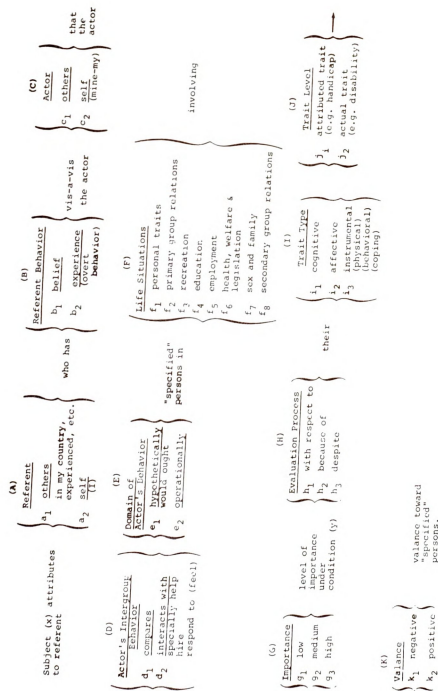 Subject (x) attributes
to referent
(A)
Referent
a1 others
in my country,
experienced, etc.
a2 self
(I)
who has
(B)
Referent Behavior
b1 belief
b2 experience
(overt
behavior)
vis-a-vis
the actor
(C)
Actor
c1 others
c2 self
(mine-my)
that
the
actor
(D)
Actor's Intergroup
Behavior
d1 compares
d2 interacts with
specially help
hire
respond to (feel)
(E)
Domain of
Actor's Behavior
e1 hypothetically
would ought
e2 operationally
"specified"
persons in
(F)
Life Situations
f1 personal traits
f2 primary group relations
f3 recreation
f4 education
f5 employment
f6 health, welfare &
legislation
f7 sex and family
f8 secondary group relations
involving
(G)
Importance
g1 low
g2 medium
g3 high
level of
importance
under
condition (y)
(H)
Evaluation Process
h1 with respect to
h2 because of
h3 despite
their
(I)
Trait Type
i1 cognitive
i2 affective
i3 instrumental
(physical)
(behavioral)
(coping)
(J)
Trait Level
j1 attributed trait
(e.g. handicap)
j2 actual trait
(e.g. disability)
(K)
Valance
k1 negative
k2 positive
valance toward
"specified"
persons.